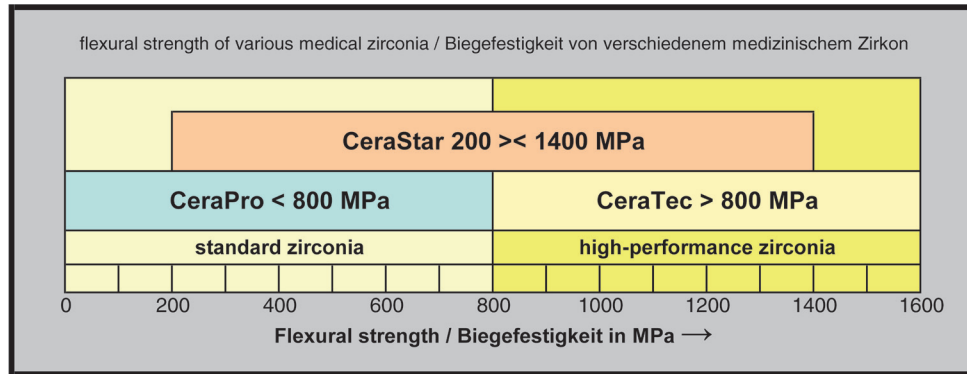 flexural strength of various medical zirconia / Biegefestigkeit von verschiedenem medizinischem Zirkon
CeraStar 200 >< 1400 MPa
CeraPro < 800 MPa CeraTec > 800 MPa
standard zirconia high-performance zirconia
0 200 400 600 800 1000 1200 1400 1600
Flexural strength / Biegefestigkeit in MPa →